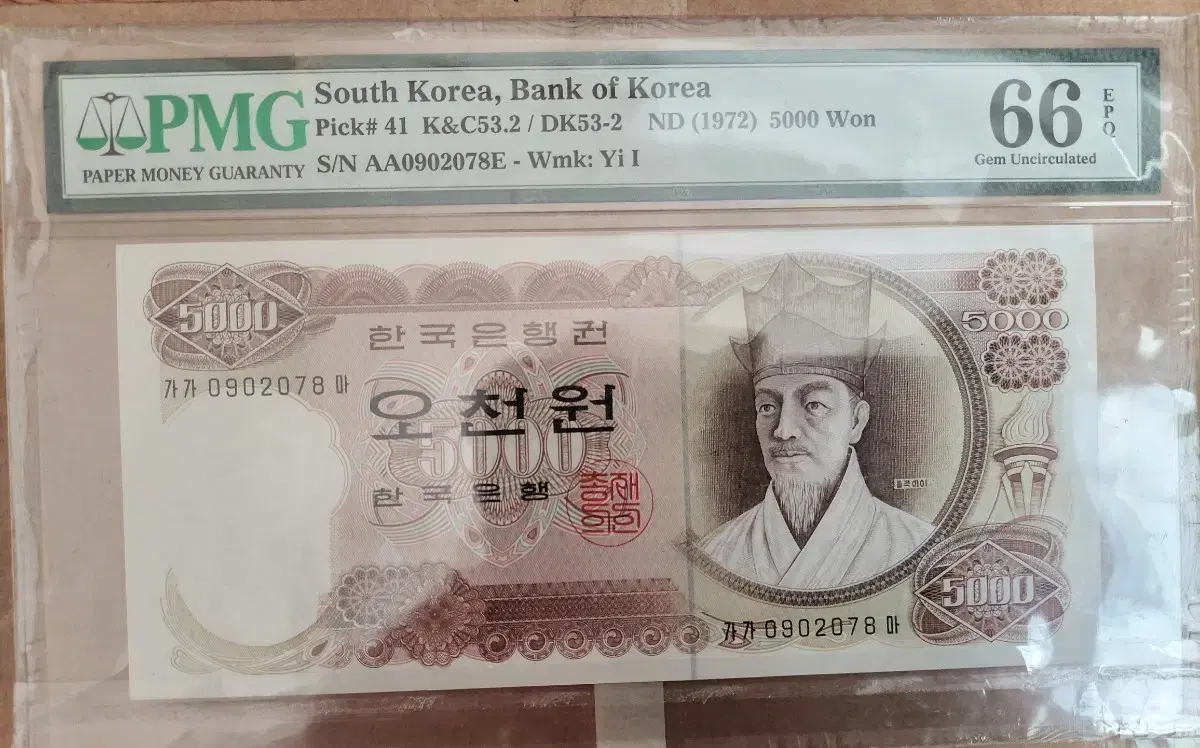 PMG
PAPER MONEY GUARANTY
South Korea, Bank of Korea
Pick# 41 K&C53.2 / DK53-2 ND (1972) 5000 Won
S/N AA0902078E - Wmk: Yi I
66 EPQ
Gem Uncirculated
5000
한국은행권
5000
가가 0902078 마
오천원
5000
한국은행
총재의인
율곡이이
5000
가가 0902078 마